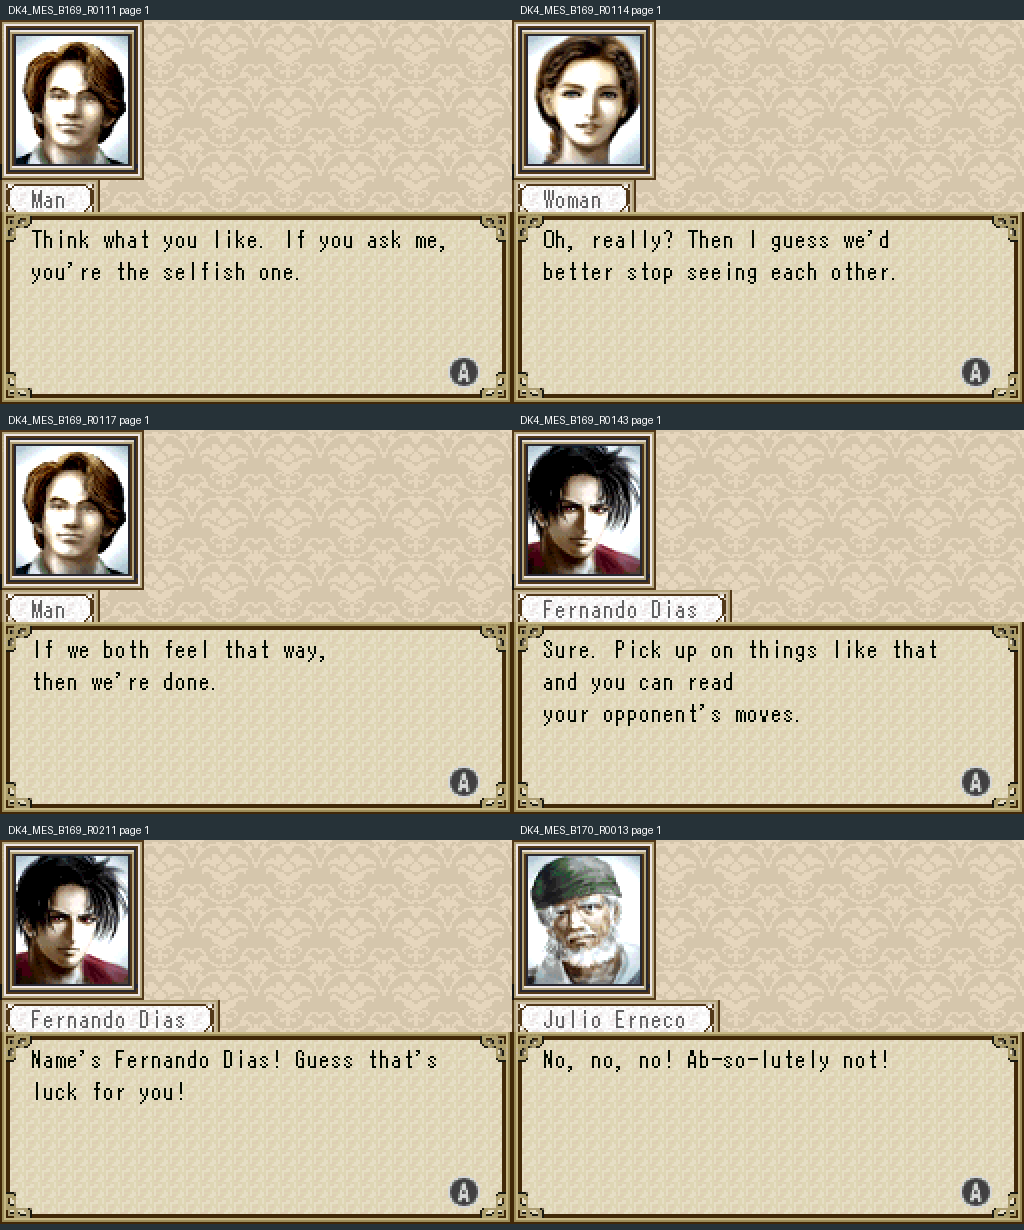 DK4_MES_B169_R0111 page 1
Man
Think what you like. If you ask me,
you're the selfish one.
A
DK4_MES_B169_R0114 page 1
Woman
Oh, really? Then I guess we'd
better stop seeing each other.
A
DK4_MES_B169_R0117 page 1
Man
If we both feel that way,
then we're done.
A
DK4_MES_B169_R0143 page 1
Fernando Dias
Sure. Pick up on things like that
and you can read
your opponent's moves.
A
DK4_MES_B169_R0211 page 1
Fernando Dias
Name's Fernando Dias! Guess that's
luck for you!
A
DK4_MES_B170_R0013 page 1
Julio Erneco
No, no, no! Ab-so-lutely not!
A